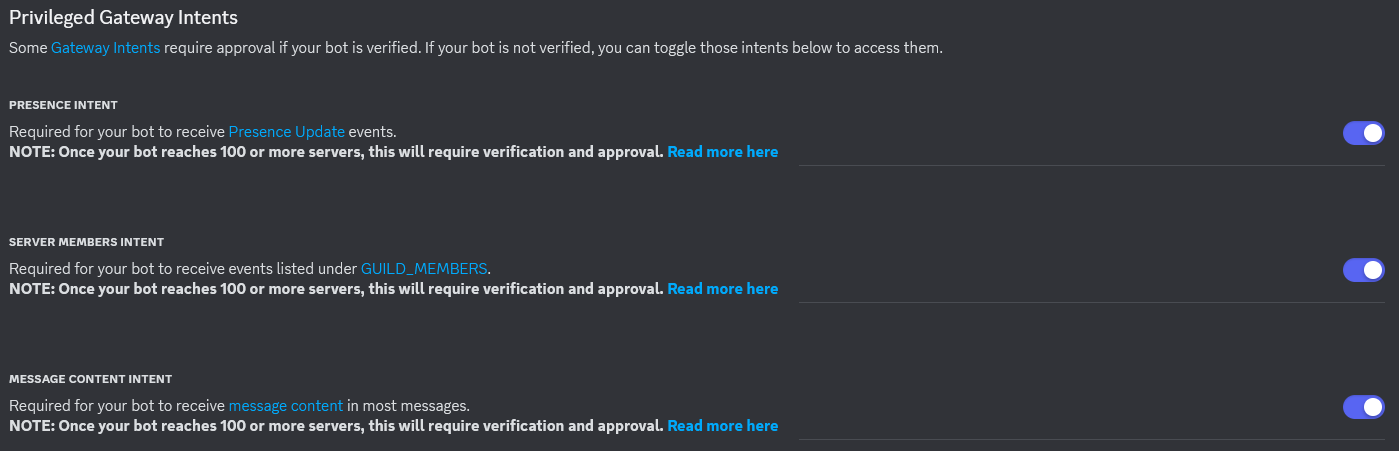 Privileged Gateway Intents
Some Gateway Intents require approval if your bot is verified. If your bot is not verified, you can toggle those intents below to access them.
PRESENCE INTENT
Required for your bot to receive Presence Update events.
NOTE: Once your bot reaches 100 or more servers, this will require verification and approval. Read more here
SERVER MEMBERS INTENT
Required for your bot to receive events listed under GUILD_MEMBERS.
NOTE: Once your bot reaches 100 or more servers, this will require verification and approval. Read more here
MESSAGE CONTENT INTENT
Required for your bot to receive message content in most messages.
NOTE: Once your bot reaches 100 or more servers, this will require verification and approval. Read more here